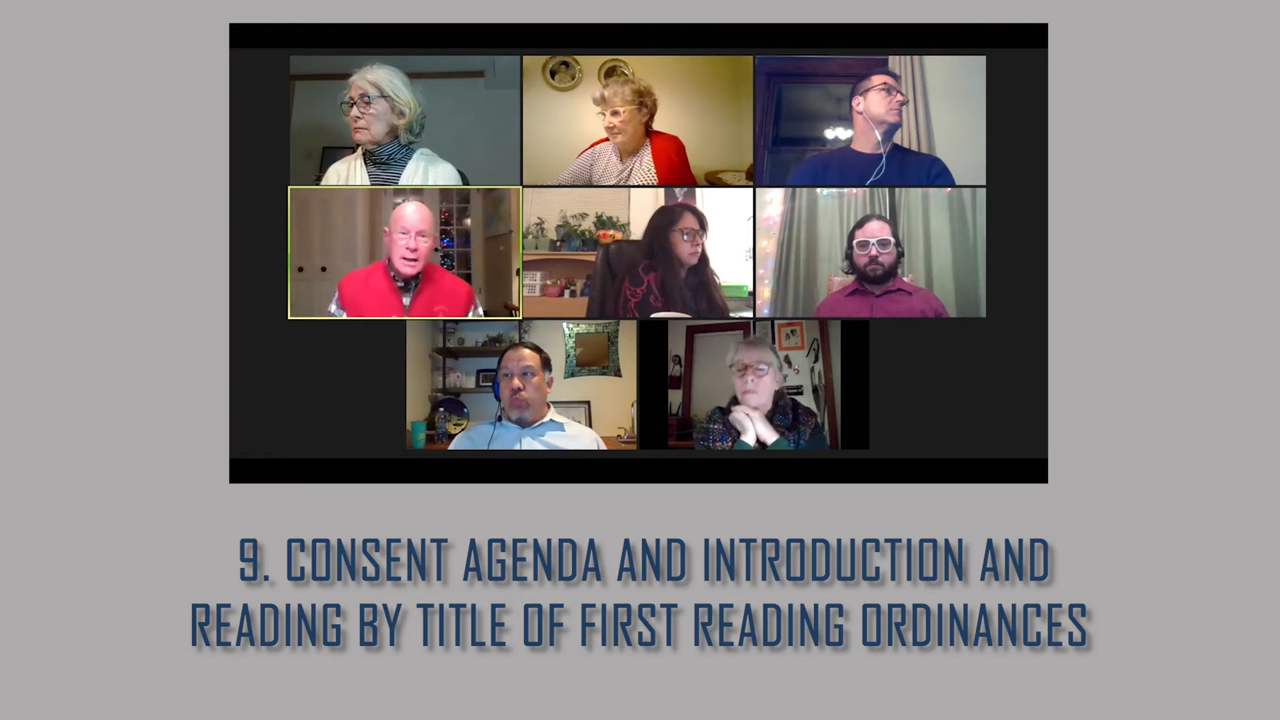 9. CONSENT AGENDA AND INTRODUCTION AND
READING BY TITLE OF FIRST READING ORDINANCES